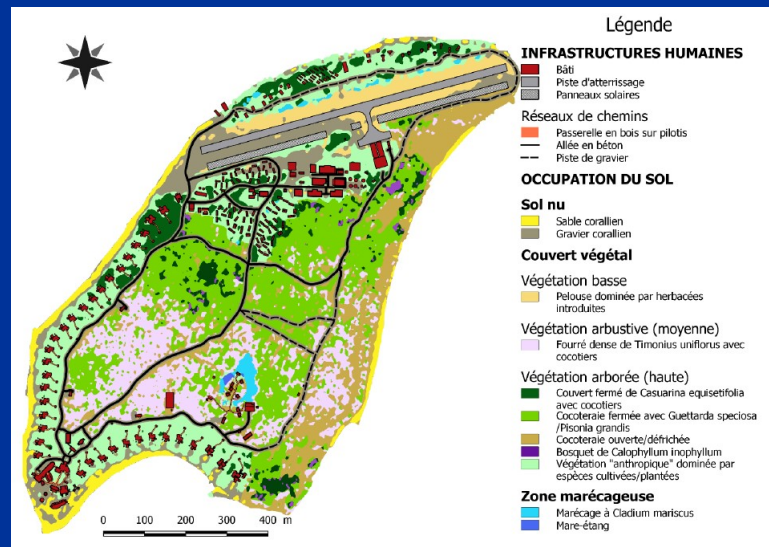 Légende
INFRASTRUCTURES HUMAINES
Bâti
Piste d'atterrissage
Panneaux solaires
Réseaux de chemins
Passerelle en bois sur pilotis
Allée en béton
Piste de gravier
OCCUPATION DU SOL
Sol nu
Sable corallien
Gravier corallien
Couvert végétal
Végétation basse
Pelouse dominée par herbacées
introduites
Végétation arbustive (moyenne)
Fourré dense de Timonius uniflorus avec
cocotiers
Végétation arborée (haute)
Couvert fermé de Casuarina equisetifolia
avec cocotiers
Cocoteraie fermée avec Guettarda speciosa
/Pisonia grandis
Cocoteraie ouverte/défrichée
Bosquet de Calophyllum inophyllum
Végétation "anthropique" dominée par
espèces cultivées/plantées
Zone marécageuse
Marécage à Cladium mariscus
Mare-étang
0 100 200 300 400 m